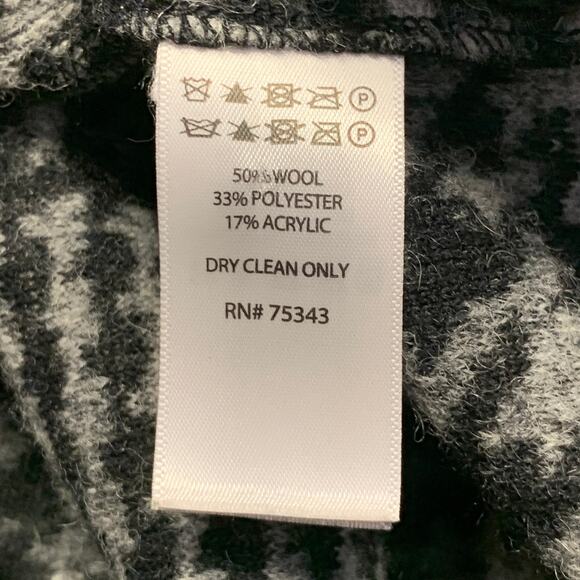 P
P
50% WOOL
33% POLYESTER
17% ACRYLIC
DRY CLEAN ONLY
RN# 75343